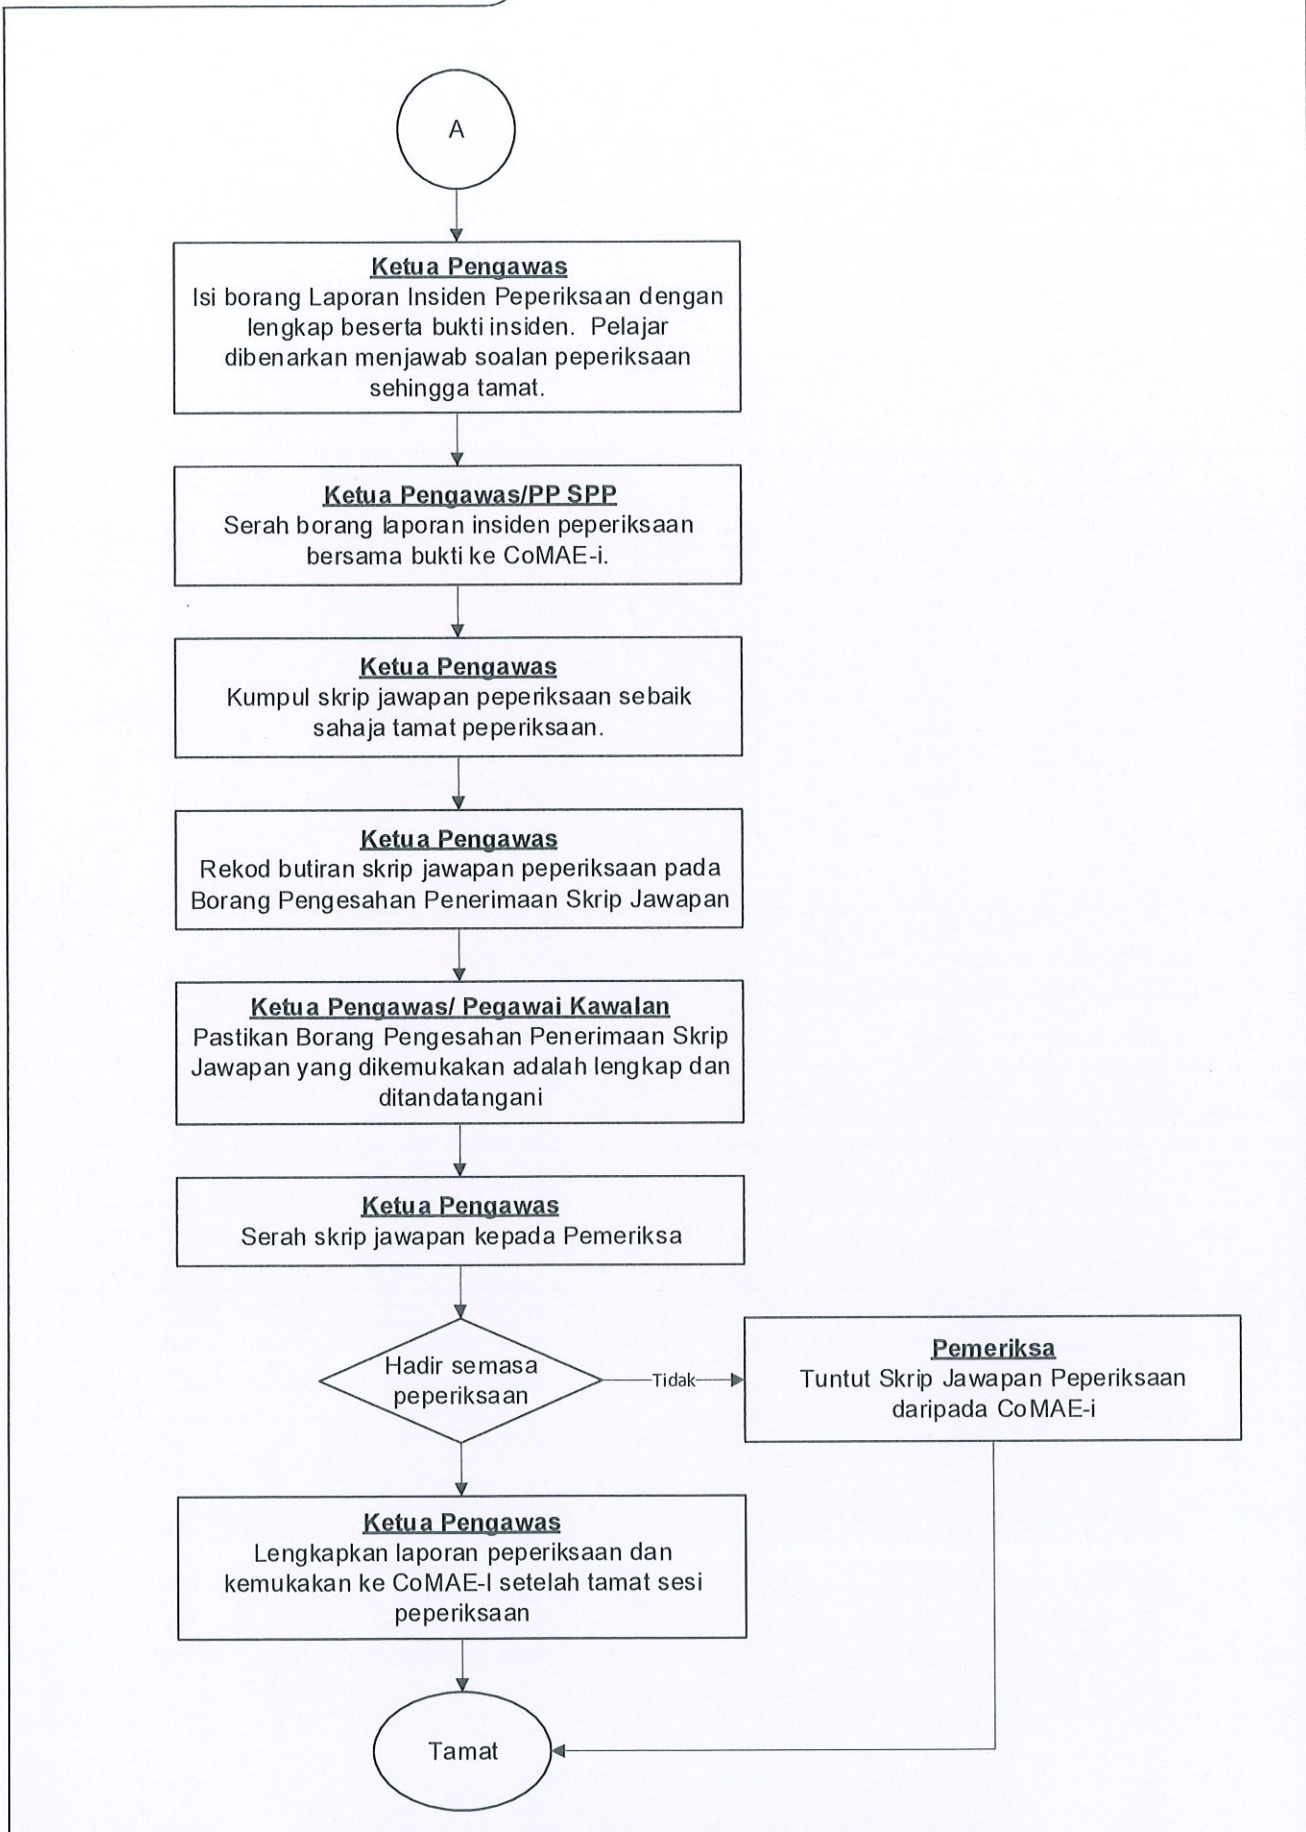 A
Ketua Pengawas
Isi borang Laporan Insiden Peperiksaan dengan
lengkap beserta bukti insiden. Pelajar
dibenarkan menjawab soalan peperiksaan
sehingga tamat.
Ketua Pengawas/PP SPP
Serah borang laporan insiden peperiksaan
bersama bukti ke CoMAE-i.
Ketua Pengawas
Kumpul skrip jawapan peperiksaan sebaik
sahaja tamat peperiksaan.
Ketua Pengawas
Rekod butiran skrip jawapan peperiksaan pada
Borang Pengesahan Penerimaan Skrip Jawapan
Ketua Pengawas/ Pegawai Kawalan
Pastikan Borang Pengesahan Penerimaan Skrip
Jawapan yang dikemukakan adalah lengkap dan
ditandatangani
Ketua Pengawas
Serah skrip jawapan kepada Pemeriksa
Hadir semasa
peperiksaan
Tidak
Pemeriksa
Tuntut Skrip Jawapan Peperiksaan
daripada CoMAE-i
Ketua Pengawas
Lengkapkan laporan peperiksaan dan
kemukakan ke CoMAE-I setelah tamat sesi
peperiksaan
Tamat